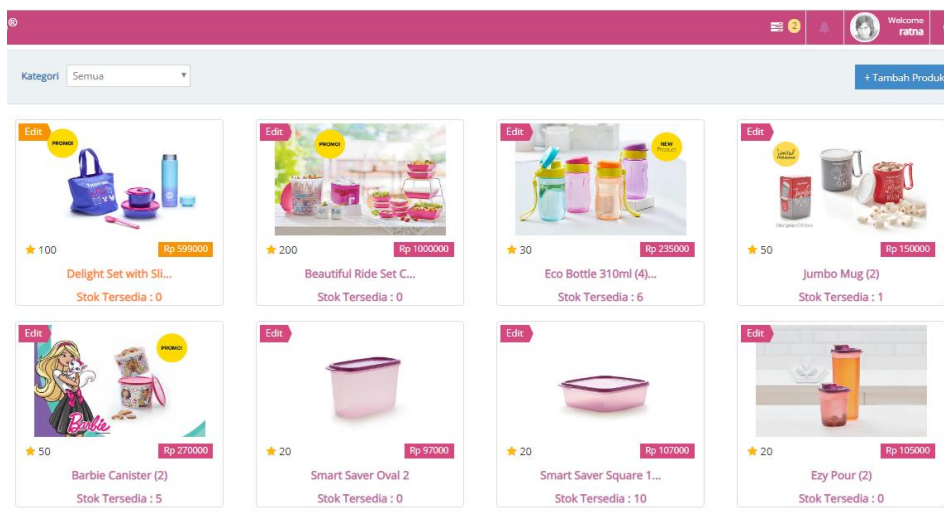 ®
2
Welcome
ratna
Kategori Semua
+ Tambah Produk
Edit
PROMO!
100 Rp 599000
Delight Set with Sli...
Stok Tersedia : 0
Edit
PROMO!
200 Rp 1000000
Beautiful Ride Set C...
Stok Tersedia : 0
Edit
NEW
Product
30 Rp 235000
Eco Bottle 310ml (4)...
Stok Tersedia : 6
Edit
Limited
50 Rp 150000
Jumbo Mug (2)
Stok Tersedia : 1
Edit
PROMO!
Barbie
50 Rp 270000
Barbie Canister (2)
Stok Tersedia : 5
Edit
20 Rp 97000
Smart Saver Oval 2
Stok Tersedia : 0
Edit
20 Rp 107000
Smart Saver Square 1...
Stok Tersedia : 10
Edit
20 Rp 105000
Ezy Pour (2)
Stok Tersedia : 0